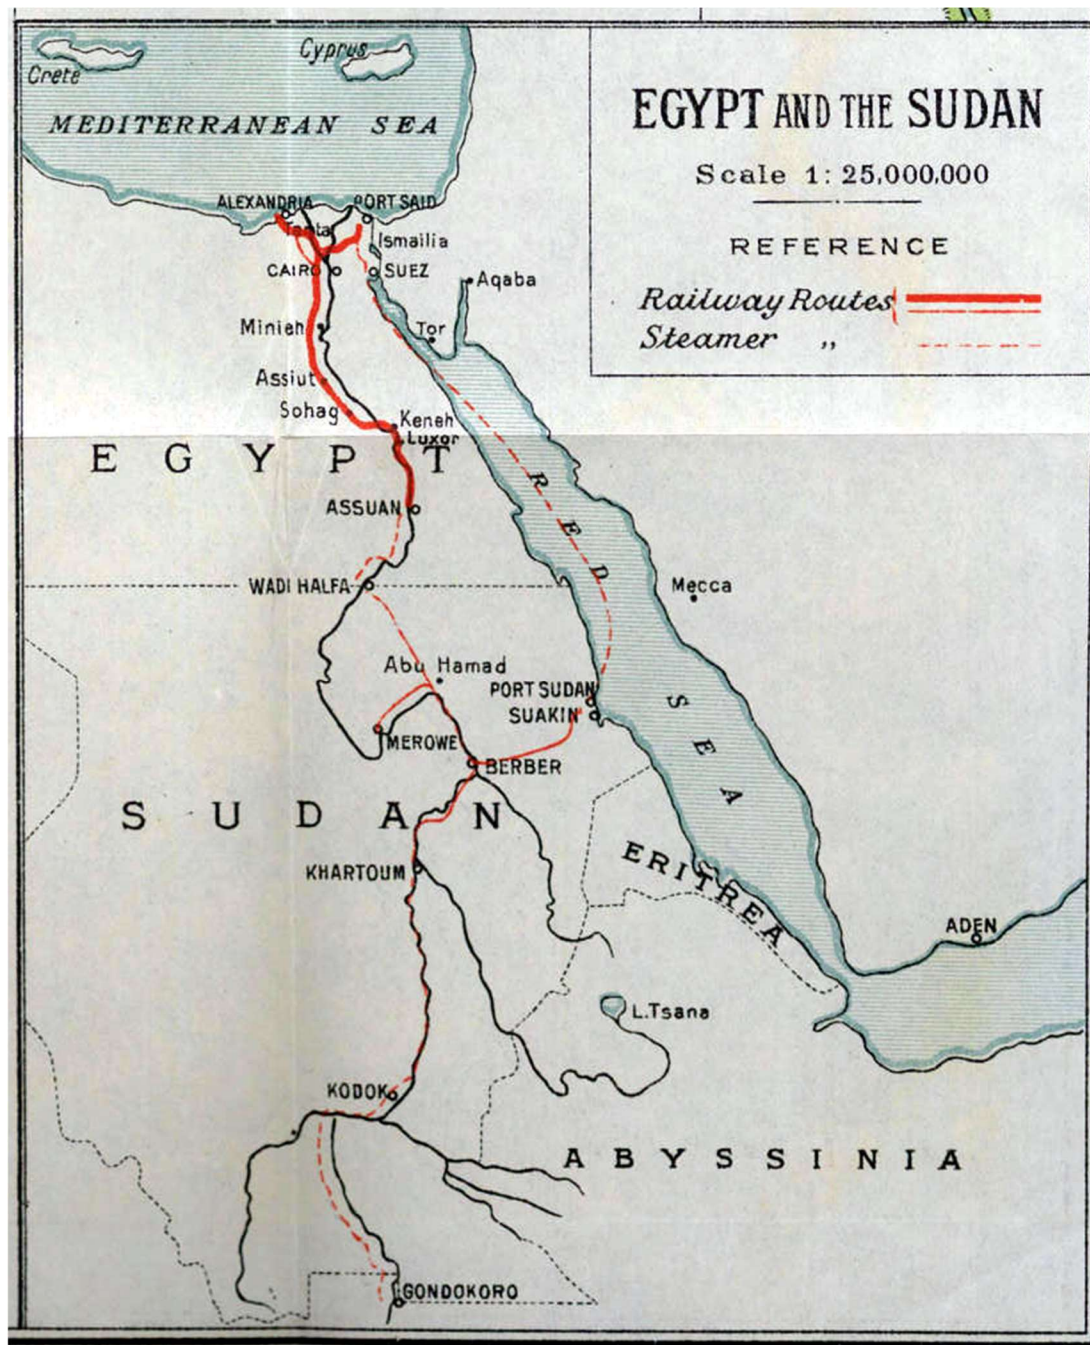 Crete
Cyprus
MEDITERRANEAN SEA
EGYPT AND THE SUDAN
Scale 1: 25,000,000
REFERENCE
Railway Routes
Steamer „
ALEXANDRIA
PORT SAID
Tanta
Ismailia
CAIRO
SUEZ
Aqaba
Minieh
Tor
Assiut
Sohag
Keneh
Luxor
EGYPT
RED SEA
ASSUAN
WADI HALFA
Mecca
Abu Hamad
PORT SUDAN
SUAKIN
MEROWE
BERBER
SUDAN
ERITREA
KHARTOUM
ADEN
L. Tsana
KODOK
ABYSSINIA
GONDOKORO